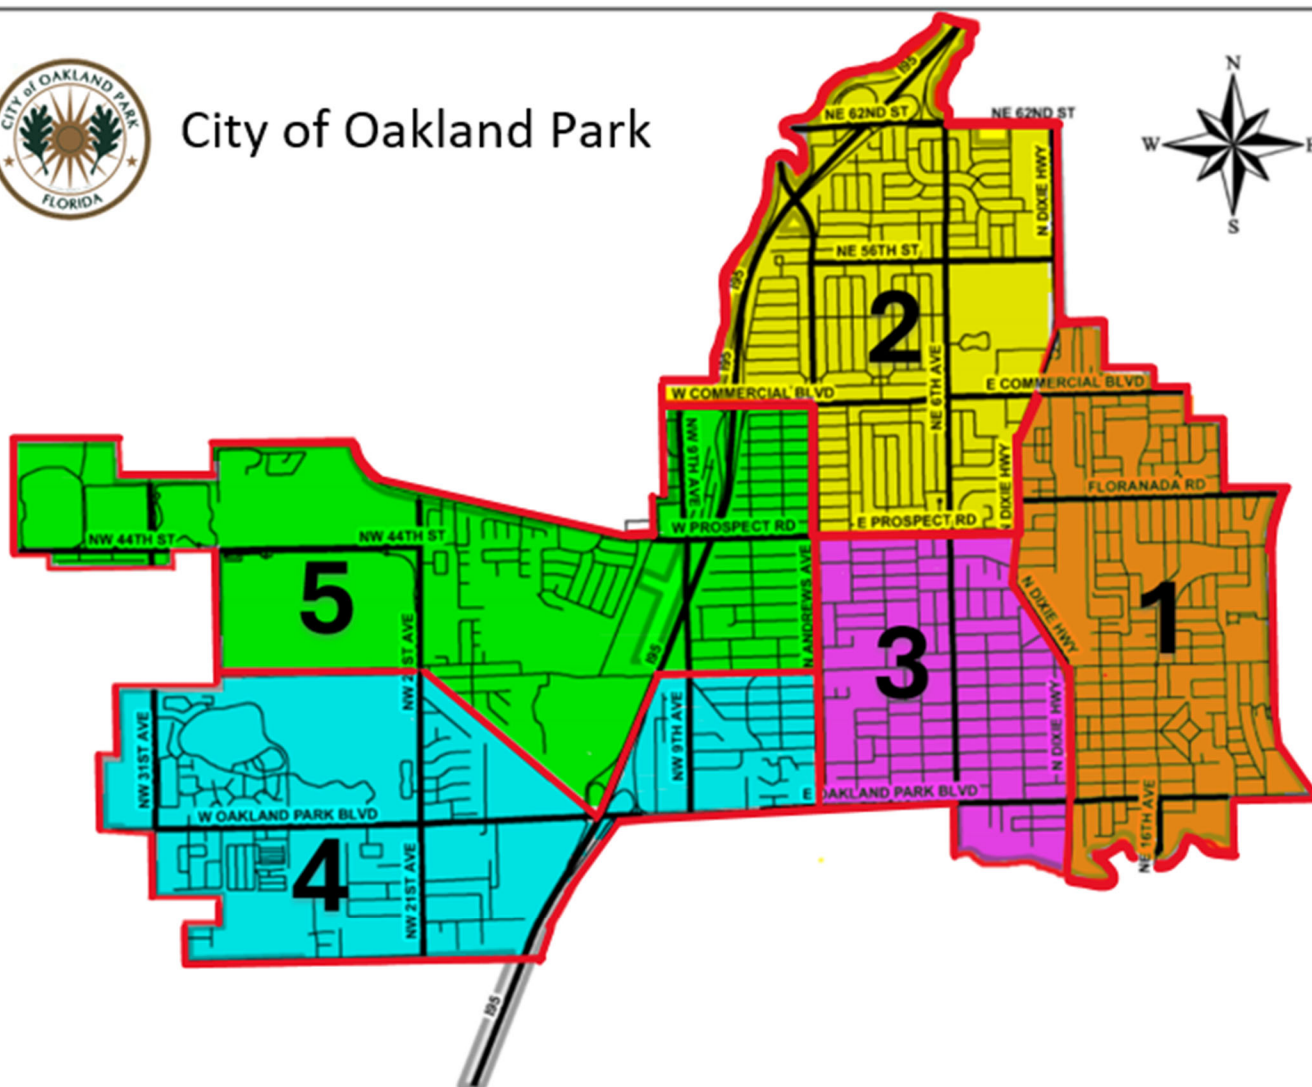 CITY of OAKLAND PARK
FLORIDA
City of Oakland Park
N
W
S
I95
NE 62ND ST
NE 62ND ST
N DIXIE HWY
NE 56TH ST
I95
2
I95
NE 6TH AVE
W COMMERCIAL BLVD
E COMMERCIAL BLVD
NW 9TH AVE
N DIXIE HWY
FLORANADA RD
W PROSPECT RD
E PROSPECT RD
NW 44TH ST
NW 44TH ST
5
N ANDREWS AVE
N DIXIE HWY
1
3
I95
NW 21ST AVE
NW 31ST AVE
NW 9TH AVE
N DIXIE HWY
W OAKLAND PARK BLVD
E OAKLAND PARK BLVD
NE 16TH AVE
4
NW 21ST AVE
I95